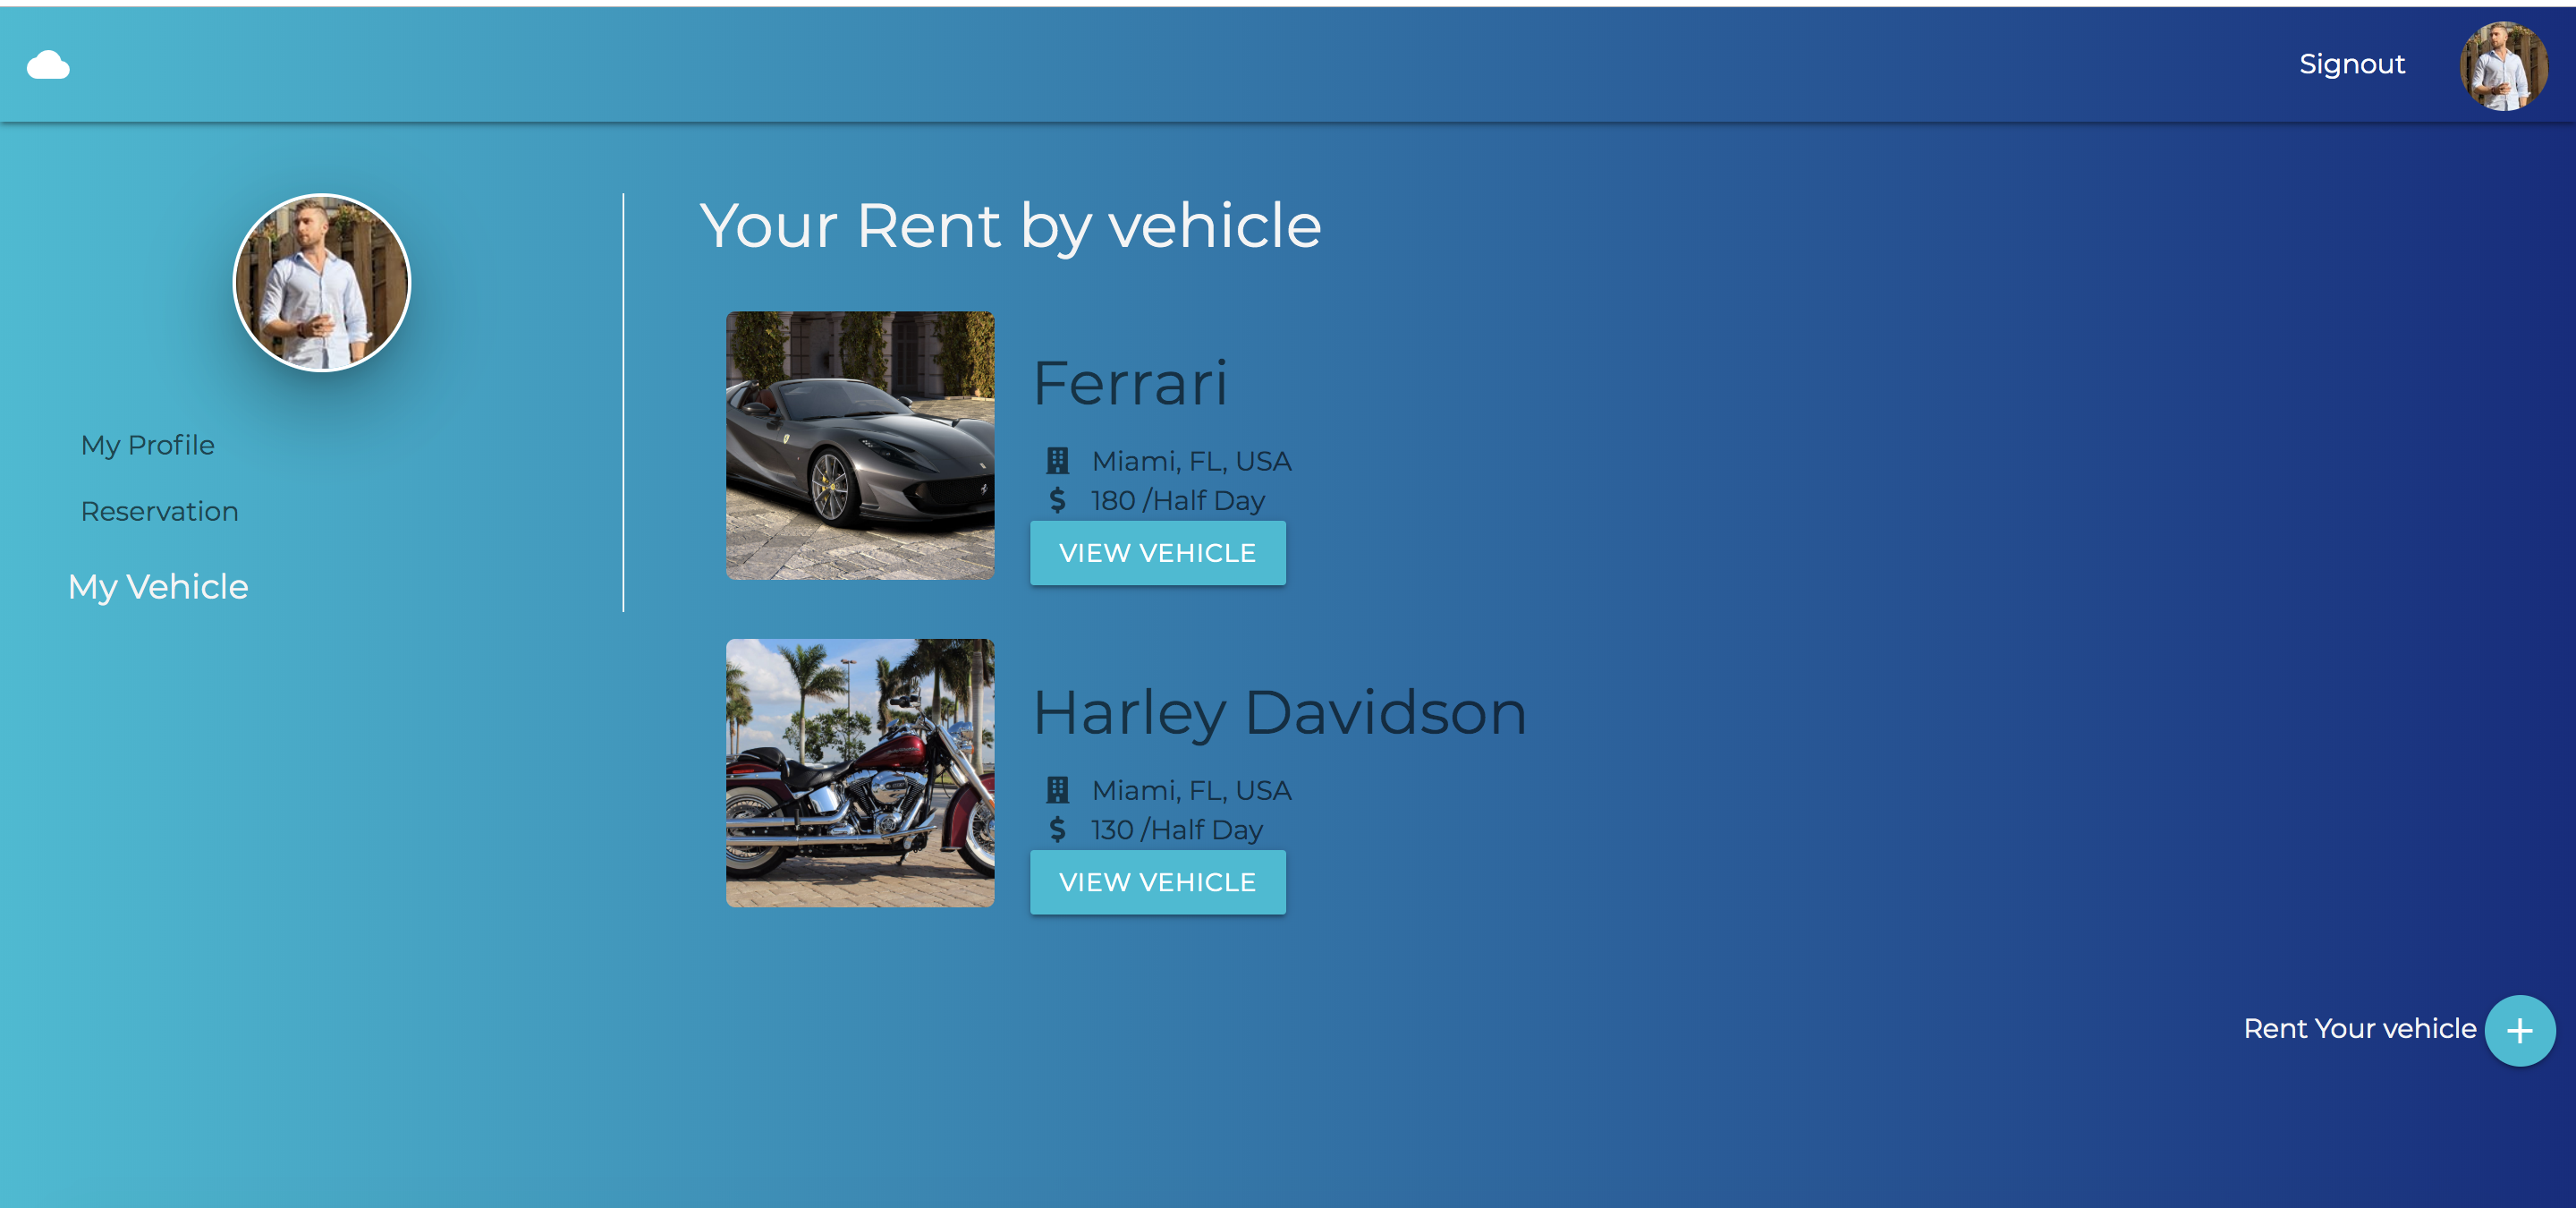 Signout
My Profile
Reservation
My Vehicle
Your Rent by vehicle
Ferrari
Miami, FL, USA
$ 180 /Half Day
VIEW VEHICLE
Harley Davidson
Miami, FL, USA
$ 130 /Half Day
VIEW VEHICLE
Rent Your vehicle +